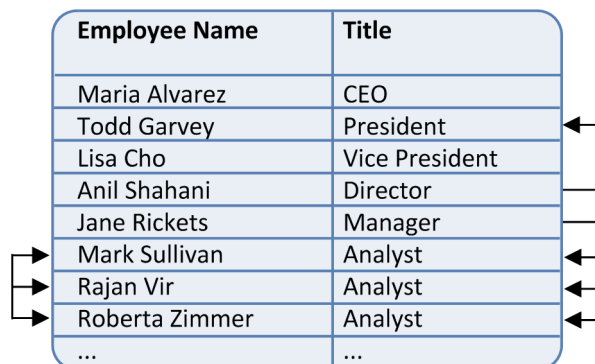 Employee Name Title
Maria Alvarez CEO
Todd Garvey President
Lisa Cho Vice President
Anil Shahani Director
Jane Rickets Manager
Mark Sullivan Analyst
Rajan Vir Analyst
Roberta Zimmer Analyst
... ...